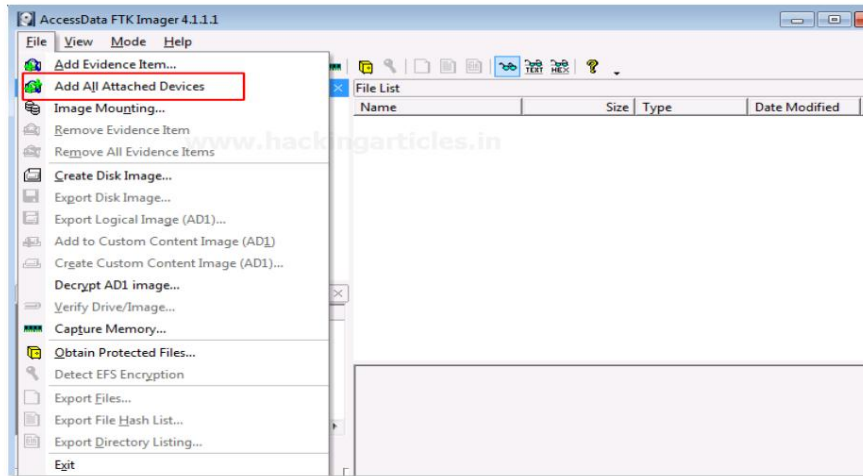 AccessData FTK Imager 4.1.1.1
File View Mode Help
Add Evidence Item...
Add All Attached Devices
Image Mounting...
Remove Evidence Item
Remove All Evidence Items
Create Disk Image...
Export Disk Image...
Export Logical Image (AD1)...
Add to Custom Content Image (AD1)
Create Custom Content Image (AD1)...
Decrypt AD1 image...
Verify Drive/Image...
Capture Memory...
Obtain Protected Files...
Detect EFS Encryption
Export Files...
Export File Hash List...
Export Directory Listing...
Exit
TEXT HEX
File List
Name Size Type Date Modified
www.hackingarticles.in